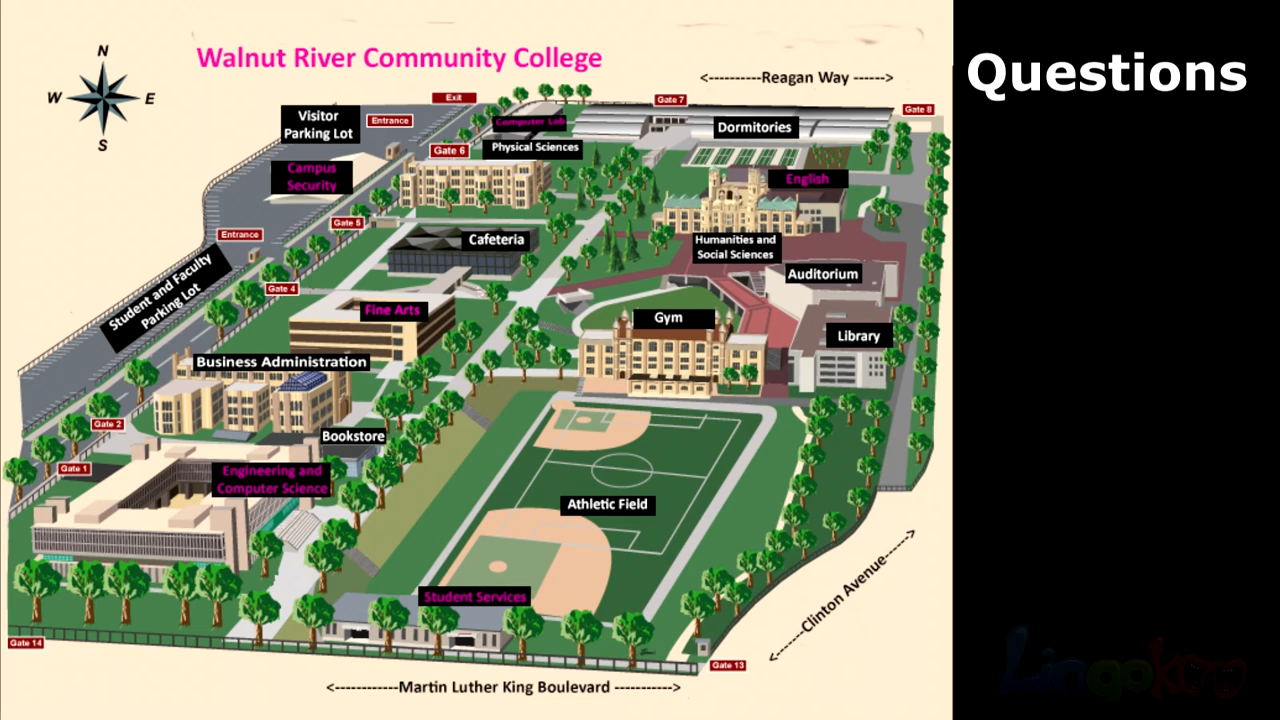 Walnut River Community College
Questions
N
W
E
S
<----------Reagan Way ------>
Exit
Gate 7
Gate 8
Visitor
Parking Lot
Entrance
Computer Lab
Dormitories
Physical Sciences
Gate 6
Campus
Security
English
Gate 5
Entrance
Cafeteria
Humanities and
Social Sciences
Student and Faculty
Parking Lot
Auditorium
Gate 4
Fine Arts
Gym
Library
Business Administration
Gate 2
Bookstore
Gate 1
Engineering and
Computer Science
Athletic Field
Student Services
<----Clinton Avenue----->
Gate 14
Gate 13
<------------Martin Luther King Boulevard ----------->
Lingokoo